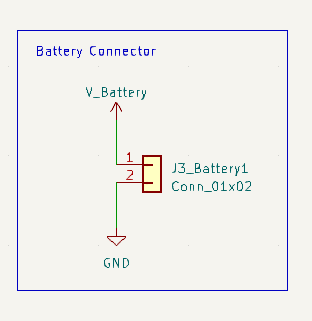 Battery Connector
V_Battery
1
2
J3_Battery1
Conn_01x02
GND